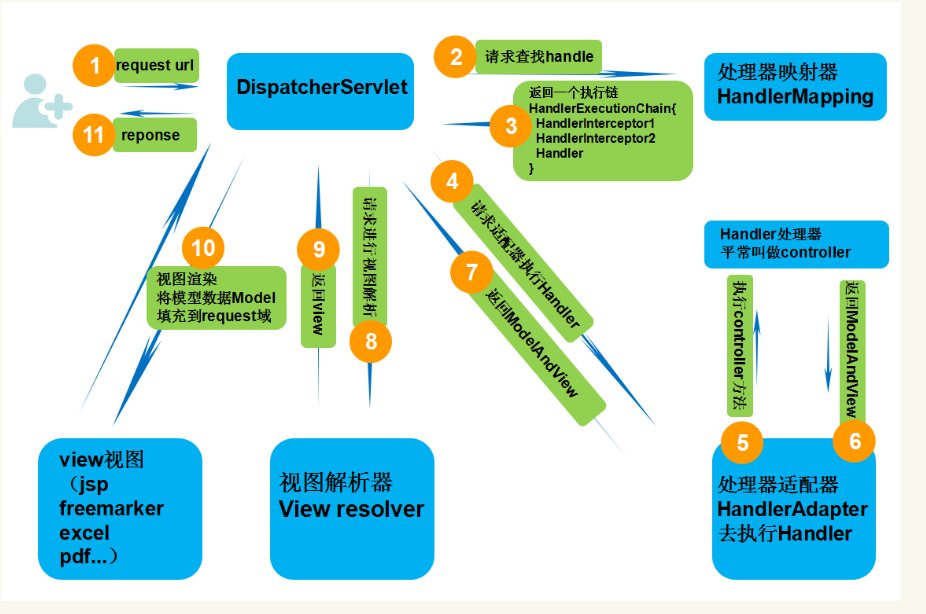 1
request url
11
reponse
DispatcherServlet
2
请求查找handle
3
返回一个执行链
HandlerExecutionChain{
HandlerInterceptor1
HandlerInterceptor2
Handler
}
处理器映射器
HandlerMapping
4
请求适配器执行Handler
7
返回ModelAndView
Handler处理器
平常叫做controller
执行controller方法
5
返回ModelAndView
6
处理器适配器
HandlerAdapter
去执行Handler
请求进行视图解析
8
9
返回view
视图解析器
View resolver
10
视图渲染
将模型数据Model
填充到request域
view视图
（jsp
freemarker
excel
pdf...）